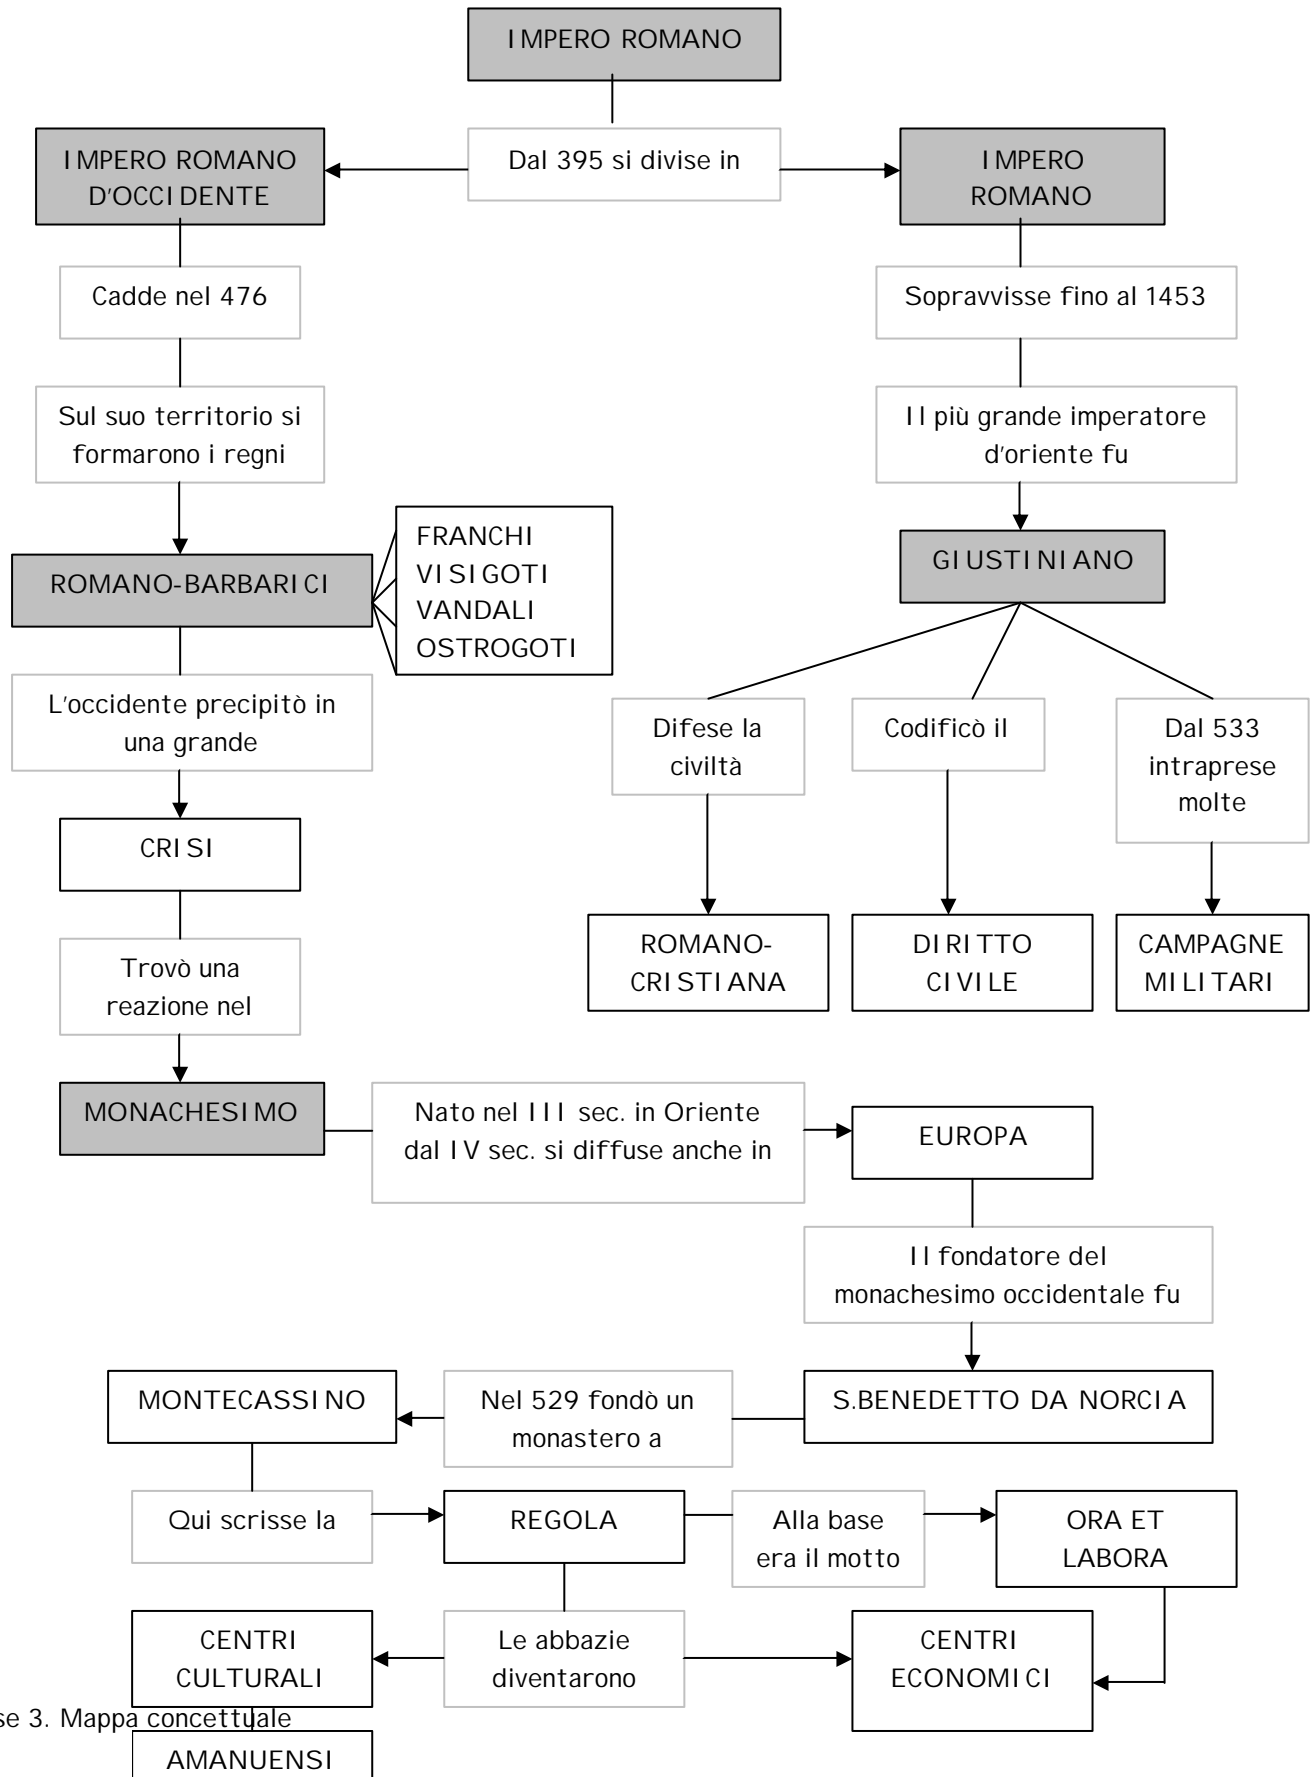 IMPERO ROMANO
IMPERO ROMANO
D'OCCIDENTE
Dal 395 si divise in
IMPERO
ROMANO
Cadde nel 476
Sopravvisse fino al 1453
Sul suo territorio si
formarono i regni
Il più grande imperatore
d'oriente fu
ROMANO-BARBARICI
FRANCHI
VISIGOTI
VANDALI
OSTROGOTI
GIUSTINIANO
L'occidente precipitò in
una grande
Difese la
civiltà
Codificò il
Dal 533
intraprese
molte
CRISI
ROMANO-
CRISTIANA
DIRITTO
CIVILE
CAMPAGNE
MILITARI
Trovò una
reazione nel
MONACHESIMO
Nato nel III sec. in Oriente
dal IV sec. si diffuse anche in
EUROPA
Il fondatore del
monachesimo occidentale fu
MONTECASSINO
Nel 529 fondò un
monastero a
S.BENEDETTO DA NORCIA
Qui scrisse la
REGOLA
Alla base
era il motto
ORA ET
LABORA
CENTRI
CULTURALI
Le abbazie
diventarono
CENTRI
ECONOMICI
se 3. Mappa concettuale
AMANUENSI